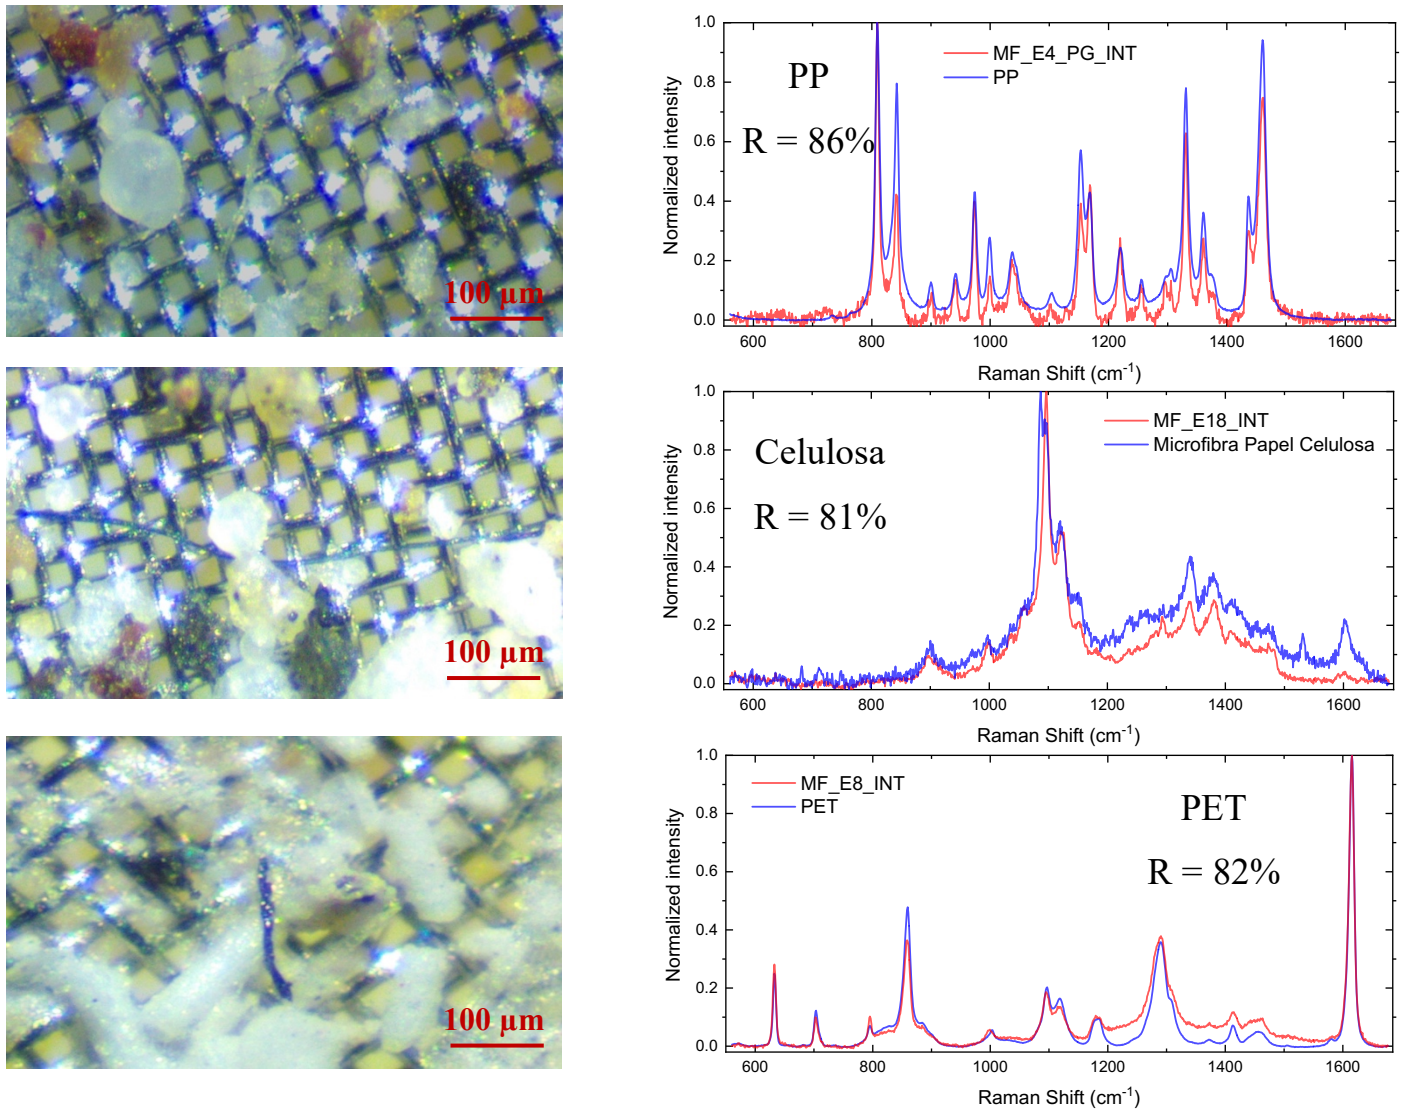 100 µm
1.0
0.8
0.6
0.4
0.2
0.0
Normalized intensity
PP
R = 86%
MF_E4_PG_INT
PP
600 800 1000 1200 1400 1600
Raman Shift (cm-1)
100 µm
1.0
0.8
0.6
0.4
0.2
0.0
Normalized intensity
Celulosa
R = 81%
MF_E18_INT
Microfibra Papel Celulosa
600 800 1000 1200 1400 1600
Raman Shift (cm-1)
100 µm
1.0
0.8
0.6
0.4
0.2
0.0
Normalized intensity
MF_E8_INT
PET
PET
R = 82%
600 800 1000 1200 1400 1600
Raman Shift (cm-1)